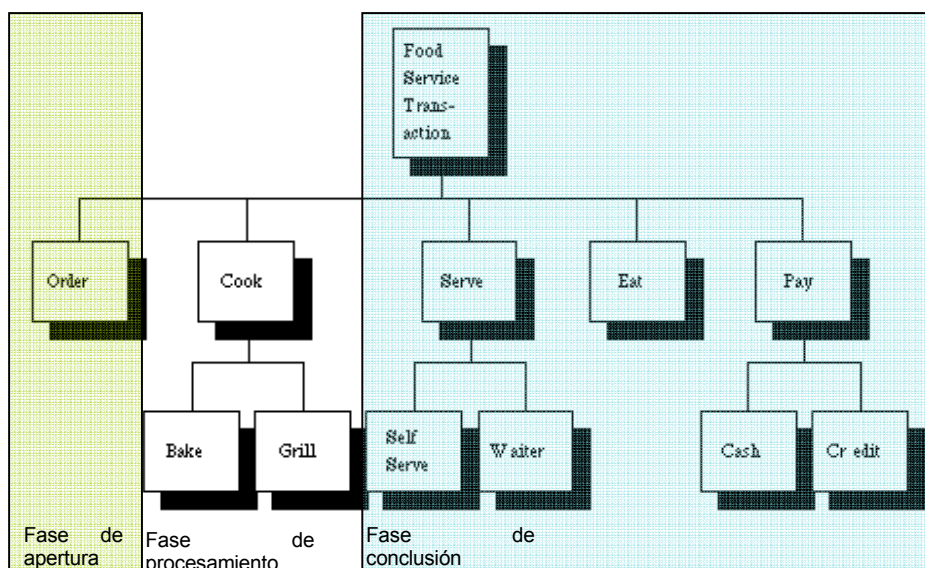 Food
Service
Trans-
action
Order
Cook
Serve
Eat
Pay
Bake
Grill
Self
Serve
Waiter
Cash
Credit
Fase de
apertura
Fase de
procesamiento
Fase de
conclusión